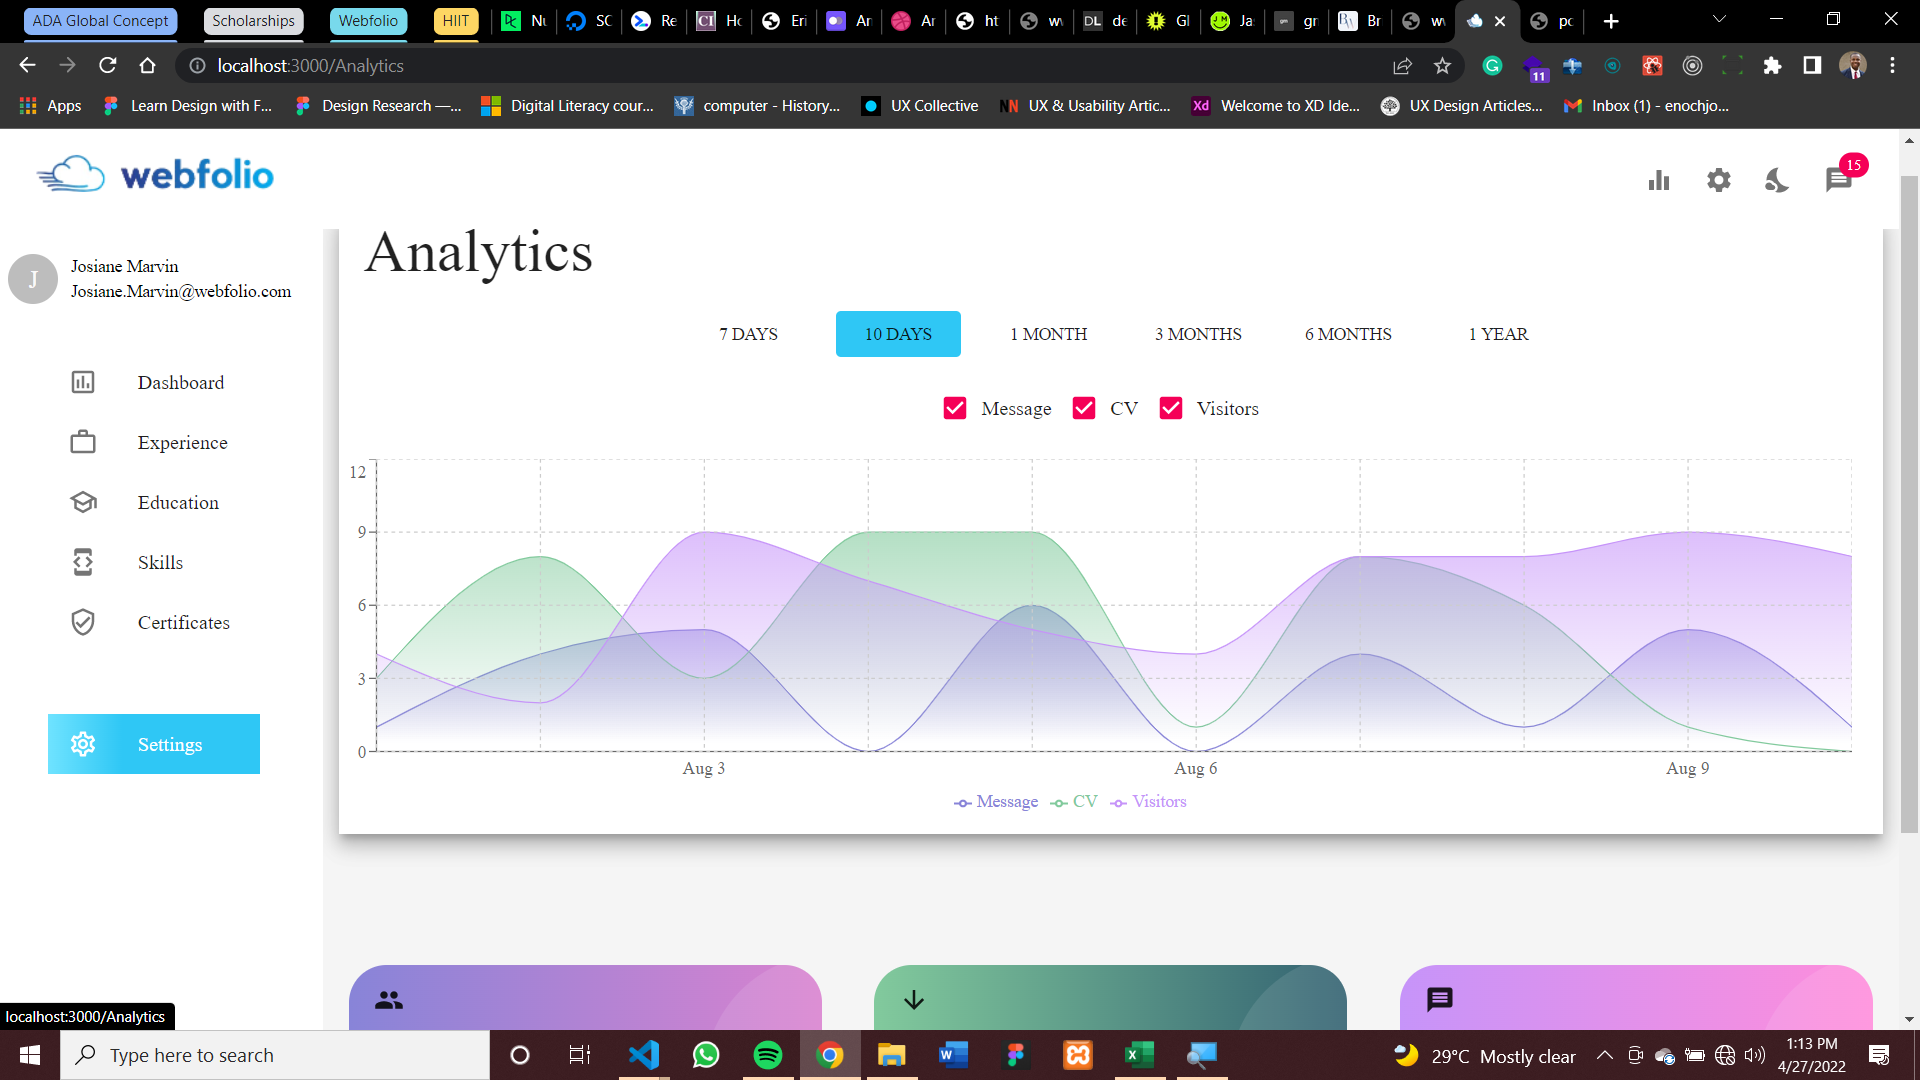 ADA Global Concept Scholarships Webfolio HIIT Nu SC Re Ho Eri Ar Ar ht w de Gl Ja gr Br w pc
localhost:3000/Analytics
11
Apps Learn Design with F... Design Research —... Digital Literacy cour... computer - History... UX Collective UX & Usability Artic... Welcome to XD Ide... UX Design Articles... Inbox (1) - enochjo...
webfolio
15
Josiane Marvin
Josiane.Marvin@webfolio.com
Dashboard
Experience
Education
Skills
Certificates
Settings
Analytics
7 DAYS 10 DAYS 1 MONTH 3 MONTHS 6 MONTHS 1 YEAR
Message CV Visitors
12
9
6
3
0
Aug 3 Aug 6 Aug 9
Message CV Visitors
localhost:3000/Analytics
Type here to search
29°C Mostly clear
1:13 PM
4/27/2022